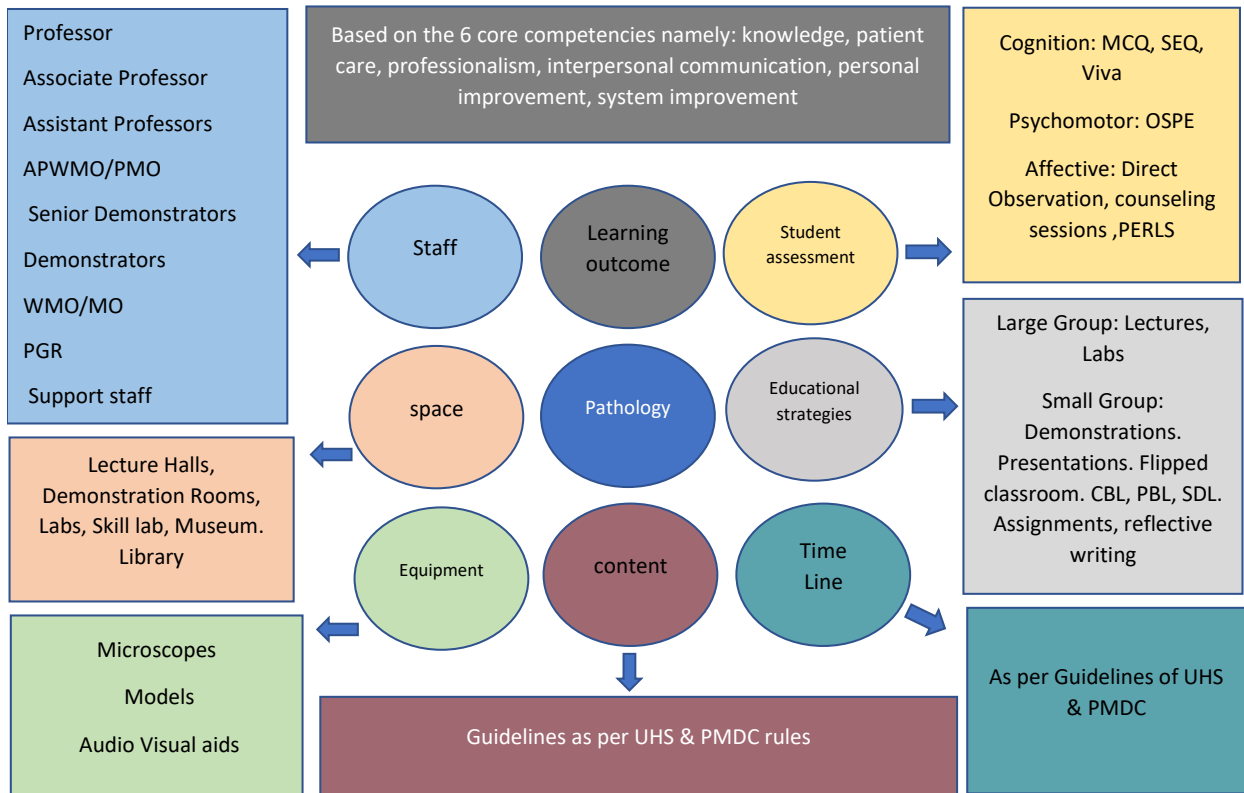 Professor
Associate Professor
Assistant Professors
APWMO/PMO
Senior Demonstrators
Demonstrators
WMO/MO
PGR
Support staff
Based on the 6 core competencies namely: knowledge, patient
care, professionalism, interpersonal communication, personal
improvement, system improvement
Cognition: MCQ, SEQ,
Viva
Psychomotor: OSPE
Affective: Direct
Observation, counseling
sessions ,PERLS
Staff
Learning
outcome
Student
assessment
space
Pathology
Educational
strategies
Large Group: Lectures,
Labs
Small Group:
Demonstrations.
Presentations. Flipped
classroom. CBL, PBL, SDL.
Assignments, reflective
writing
Lecture Halls,
Demonstration Rooms,
Labs, Skill lab, Museum.
Library
Equipment
content
Time
Line
Microscopes
Models
Audio Visual aids
Guidelines as per UHS & PMDC rules
As per Guidelines of UHS
& PMDC